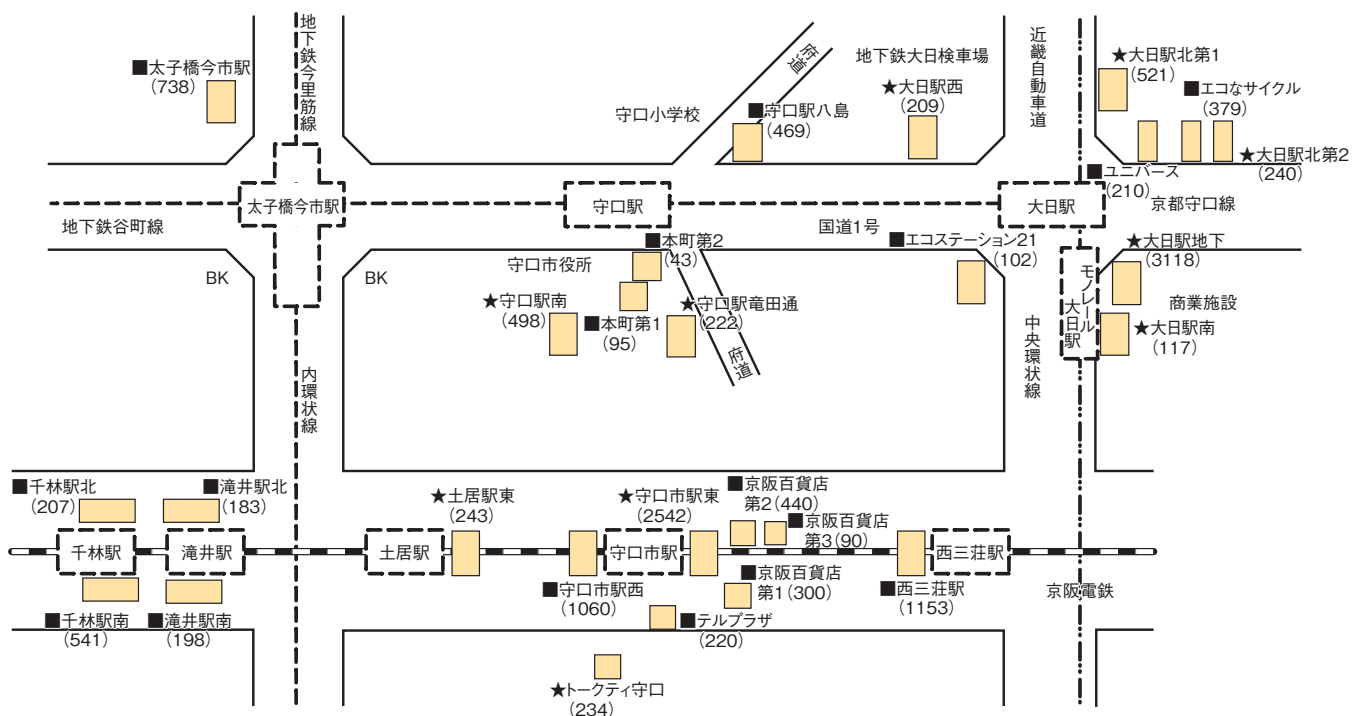 地下鉄今里筋線
■太子橋今市駅
(738)
太子橋今市駅
地下鉄谷町線
BK
BK
内環状線
守口小学校
府道
■守口駅八島
(469)
地下鉄大日検車場
★大日駅西
(209)
近畿自動車道
★大日駅北第1
(521)
■エコなサイクル
(379)
★大日駅北第2
(240)
■ユニバース
(210)
京都守口線
守口駅
国道1号
大日駅
■本町第2
(43)
守口市役所
★守口駅南
(498)
■本町第1
(95)
★守口駅竜田通
(222)
府道
■エコステーション21
(102)
中央環状線
モノレール
大日駅
★大日駅地下
(3118)
商業施設
★大日駅南
(117)
■千林駅北
(207)
■滝井駅北
(183)
★土居駅東
(243)
★守口市駅東
(2542)
■京阪百貨店
第2(440)
■京阪百貨店
第3(90)
千林駅
滝井駅
土居駅
守口市駅
西三荘駅
■守口市駅西
(1060)
■京阪百貨店
第1(300)
■西三荘駅
(1153)
京阪電鉄
■千林駅南
(541)
■滝井駅南
(198)
■テルプラザ
(220)
★トークティ守口
(234)